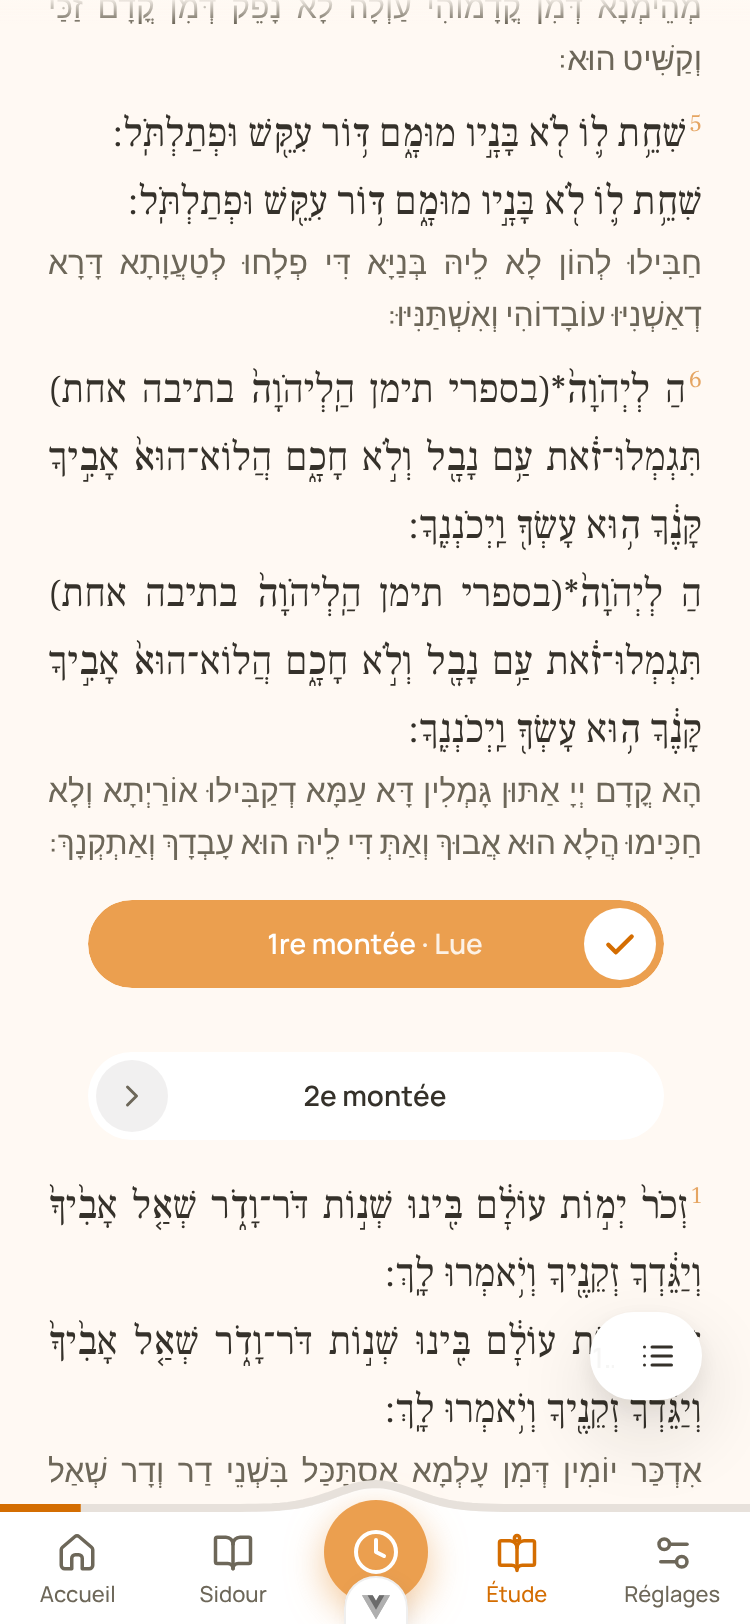 מְהֵימְנָא דְּמִן קֳדָמוֹהִי עַוְלָה לָא נָפֵק דְּמִן קֳדָם זַכַּי
וְקַשִּׁיט הוּא:
5 שִׁחֵ֥ת ל֛וֹ לֹ֖א בָּנָ֣יו מוּמָ֑ם דּ֥וֹר עִקֵּ֖שׁ וּפְתַלְתֹּֽל:
שִׁחֵ֥ת ל֛וֹ לֹ֖א בָּנָ֣יו מוּמָ֑ם דּ֥וֹר עִקֵּ֖שׁ וּפְתַלְתֹּֽל:
חַבִּילוּ לְהוֹן לָא לֵיהּ בְּנַיָּא דִּי פְלָחוּ לְטַעֲוָתָא דָּרָא
דְאַשְׁנִיּוּ עוֹבָדוֹהִי וְאִשְׁתַּנִּיּוּ:
6 הַ לְיְהֹוָה֙*(בספרי תימן הַֽלְיְהֹוָה֙ בתיבה אחת)
תִּגְמְלוּ־זֹ֔את עַ֥ם נָבָ֖ל וְלֹ֣א חָכָ֑ם הֲלוֹא־הוּא֙ אָבִ֣יךָ
קָּנֶ֔ךָ ה֥וּא עָשְׂךָ֖ וַֽיְכֹנְנֶֽךָ:
הַ לְיְהֹוָה֙*(בספרי תימן הַֽלְיְהֹוָה֙ בתיבה אחת)
תִּגְמְלוּ־זֹ֔את עַ֥ם נָבָ֖ל וְלֹ֣א חָכָ֑ם הֲלוֹא־הוּא֙ אָבִ֣יךָ
קָּנֶ֔ךָ ה֥וּא עָשְׂךָ֖ וַֽיְכֹנְנֶֽךָ:
הָא קֳדָם יְיָ אַתּוּן גָּמְלִין דָּא עַמָּא דְקַבִּילוּ אוֹרַיְתָא וְלָא
חַכִּימוּ הֲלָא הוּא אֲבוּךְ וְאַתְּ דִּי לֵיהּ הוּא עָבְדָךְ וְאַתְקְנָךְ:
1re montée · Lue
2e montée
1 זְכֹר֙ יְמ֣וֹת עוֹלָ֔ם בִּ֖ינוּ שְׁנ֣וֹת דֹּר־וָדֹ֑ר שְׁאַ֤ל אָבִ֙יךָ֙
וְיַגֵּ֔דְךָ זְקֵנֶ֖יךָ וְיֹ֥אמְרוּ לָֽךְ:
עוֹלָ֔ם בִּ֖ינוּ שְׁנ֣וֹת דֹּר־וָדֹ֑ר שְׁאַ֤ל אָבִ֙יךָ֙
וְיַגֵּ֔דְךָ זְקֵנֶ֖יךָ וְיֹ֥אמְרוּ לָֽךְ:
אִדְכַּר יוֹמִין דְּמִן עָלְמָא אִסְתַּכַּל בִּשְׁנֵי דַר וְדָר שְׁאַל
Accueil
Sidour
Étude
Réglages